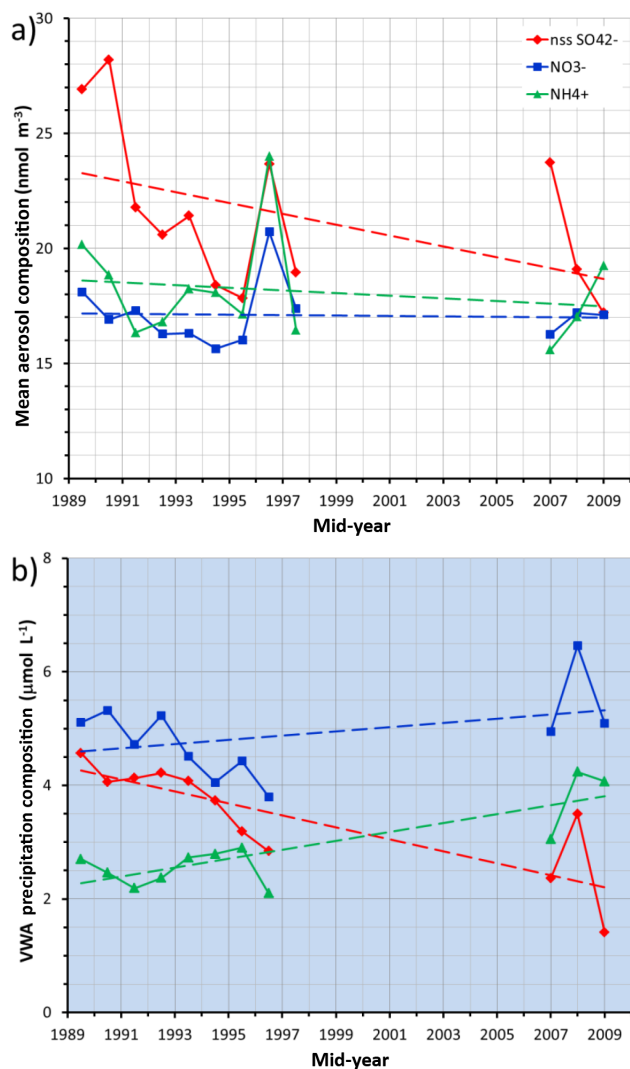 a)
Mean aerosol composition (nmol m⁻³)
30
25
20
15
10
nss SO42-
NO3-
NH4+
1989 1991 1993 1995 1997 1999 2001 2003 2005 2007 2009
Mid-year
b)
VWA precipitation composition (µmol L⁻¹)
8
6
4
2
0
1989 1991 1993 1995 1997 1999 2001 2003 2005 2007 2009
Mid-year